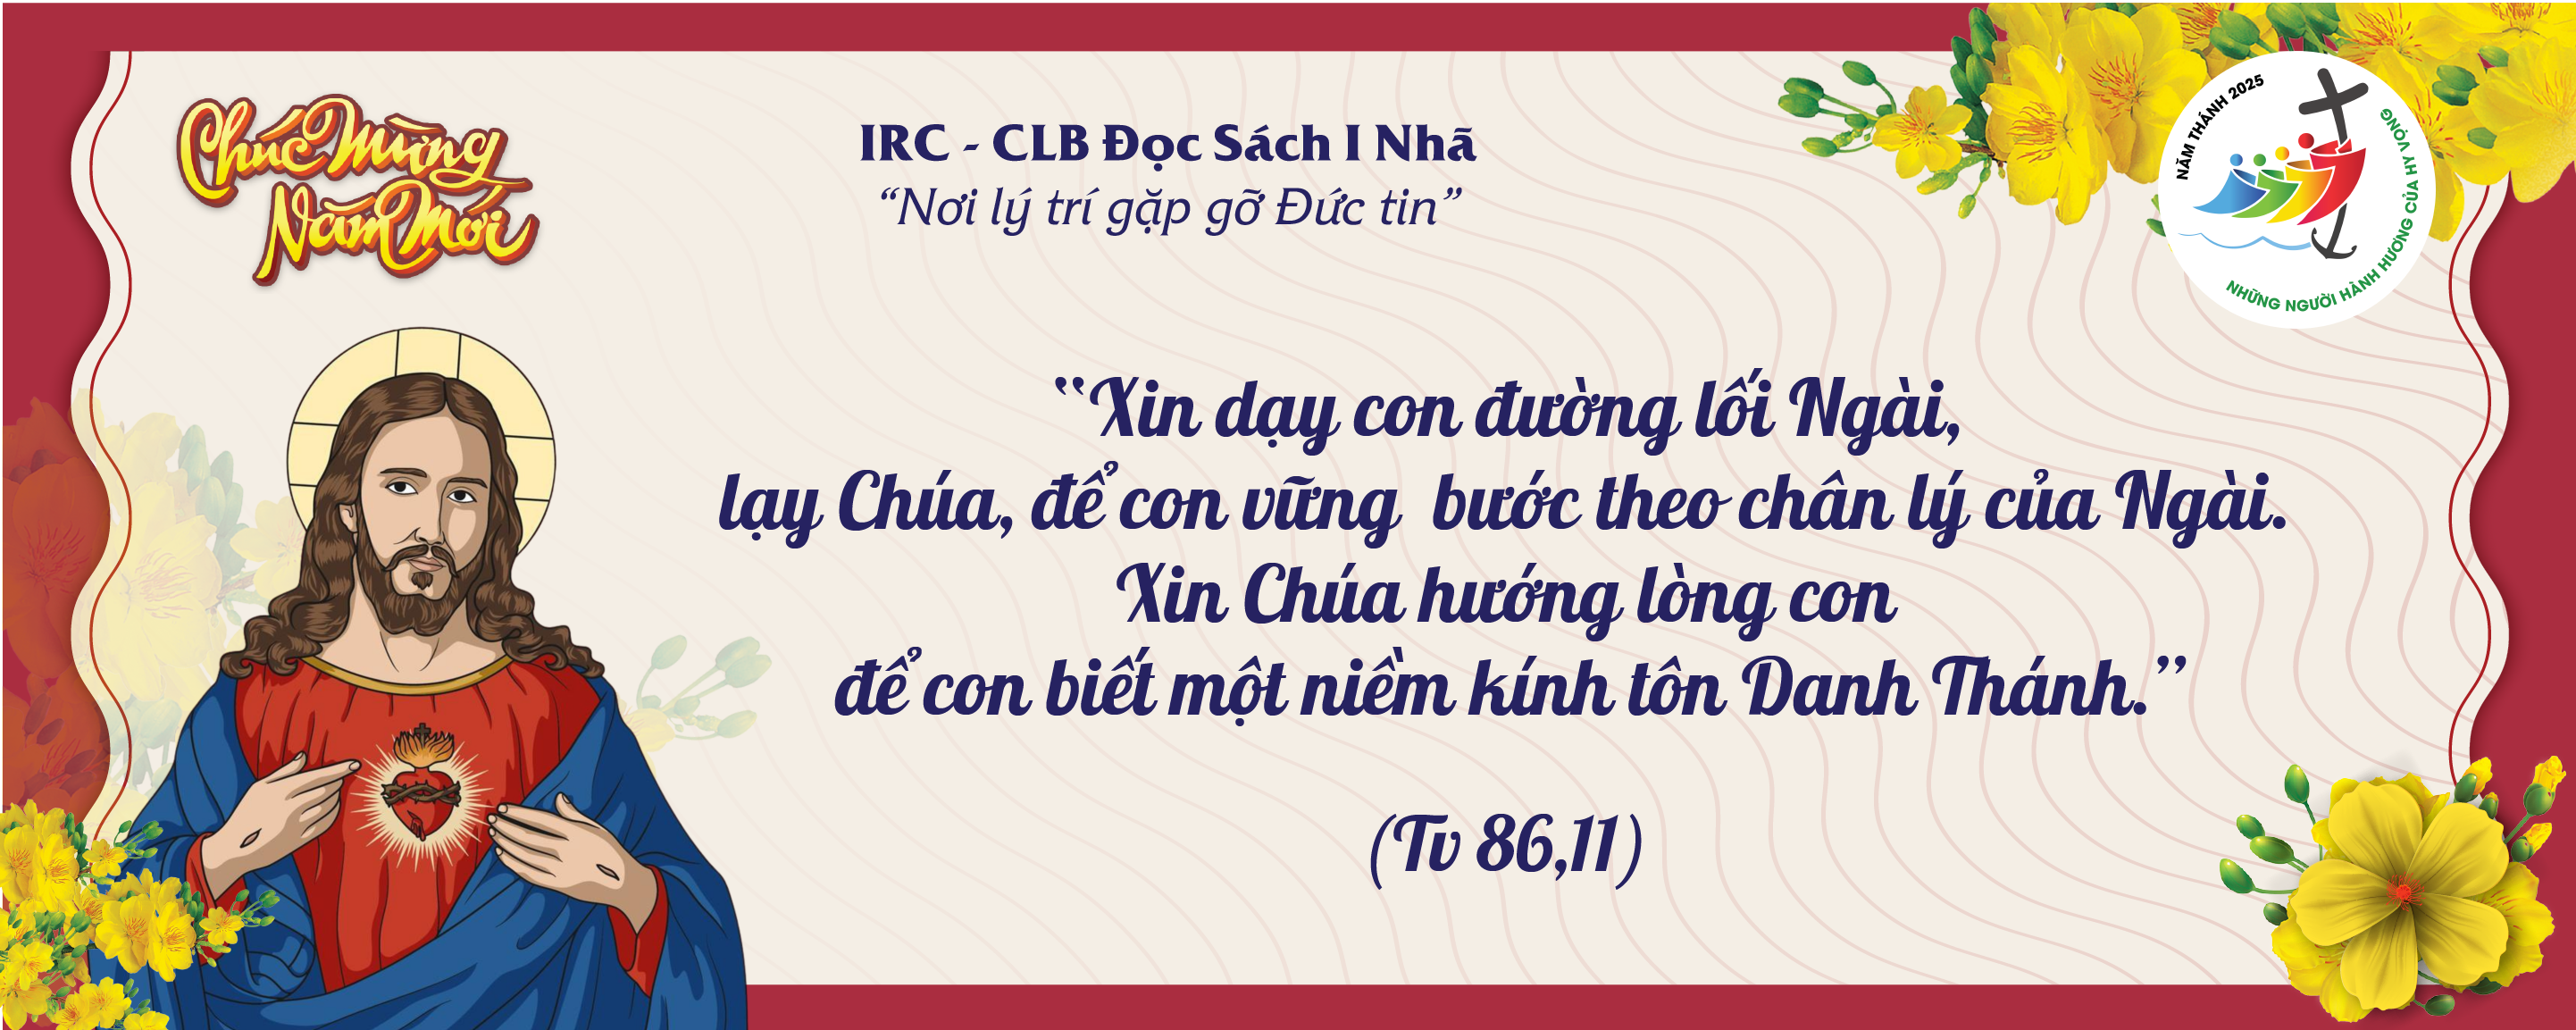 Chúc Mừng
Năm Mới
IRC - CLB Đọc Sách I Nhã
“Nơi lý trí gặp gỡ Đức tin”
NĂM THÁNH 2025
NHỮNG NGƯỜI HÀNH HƯƠNG CỦA HY VỌNG
“Xin dạy con đường lối Ngài,
lạy Chúa, để con vững bước theo chân lý của Ngài.
Xin Chúa hướng lòng con
để con biết một niềm kính tôn Danh Thánh.”
(Tv 86,11)